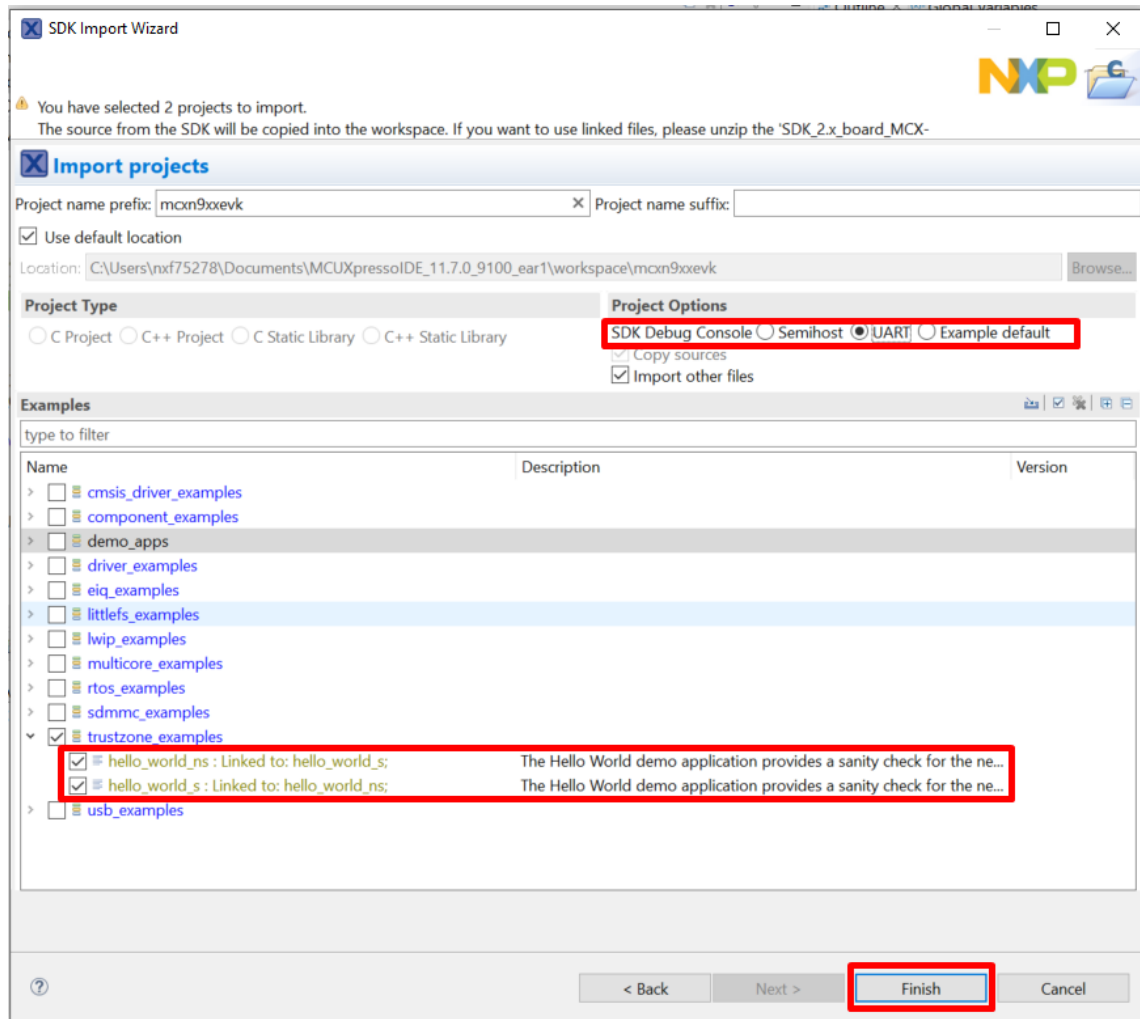 Outline Global Variables
SDK Import Wizard
NXP
You have selected 2 projects to import.
The source from the SDK will be copied into the workspace. If you want to use linked files, please unzip the 'SDK_2.x_board_MCX-
Import projects
Project name prefix: mcxn9xxevk Project name suffix:
Use default location
Location: C:\Users\nxf75278\Documents\MCUXpressoIDE_11.7.0_9100_ear1\workspace\mcxn9xxevk Browse...
Project Type Project Options
C Project C++ Project C Static Library C++ Static Library SDK Debug Console Semihost UART Example default
Copy sources
Import other files
Examples
type to filter
Name Description Version
cmsis_driver_examples
component_examples
demo_apps
driver_examples
eiq_examples
littlefs_examples
lwip_examples
multicore_examples
rtos_examples
sdmmc_examples
trustzone_examples
hello_world_ns : Linked to: hello_world_s; The Hello World demo application provides a sanity check for the ne...
hello_world_s : Linked to: hello_world_ns; The Hello World demo application provides a sanity check for the ne...
usb_examples
< Back Next > Finish Cancel